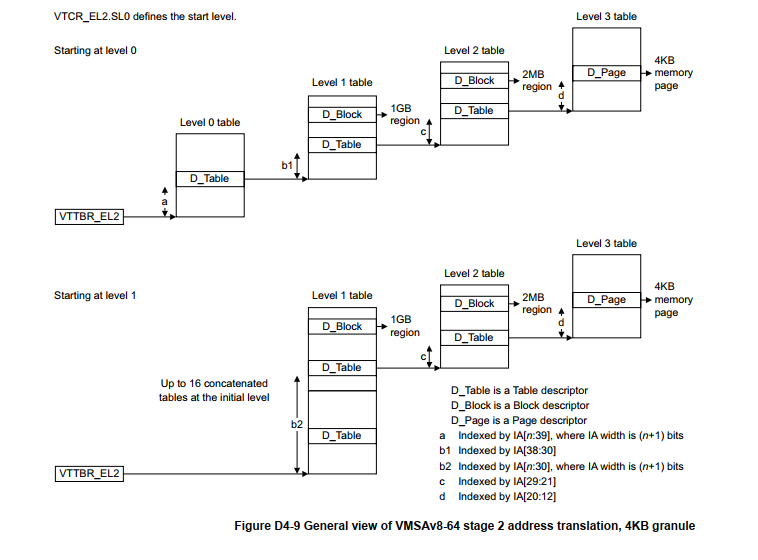 VTCR_EL2.SL0 defines the start level.
Starting at level 0
Level 0 table
D_Table
a
VTTBR_EL2
Level 1 table
D_Block
D_Table
b1
1GB
region
c
Level 2 table
D_Block
D_Table
2MB
region
d
Level 3 table
D_Page
4KB
memory
page
Starting at level 1
Up to 16 concatenated
tables at the initial level
VTTBR_EL2
b2
Level 1 table
D_Block
D_Table
D_Table
1GB
region
c
Level 2 table
D_Block
D_Table
2MB
region
d
Level 3 table
D_Page
4KB
memory
page
D_Table is a Table descriptor
D_Block is a Block descriptor
D_Page is a Page descriptor
a Indexed by IA[n:39], where IA width is (n+1) bits
b1 Indexed by IA[38:30]
b2 Indexed by IA[n:30], where IA width is (n+1) bits
c Indexed by IA[29:21]
d Indexed by IA[20:12]
Figure D4-9 General view of VMSAv8-64 stage 2 address translation, 4KB granule